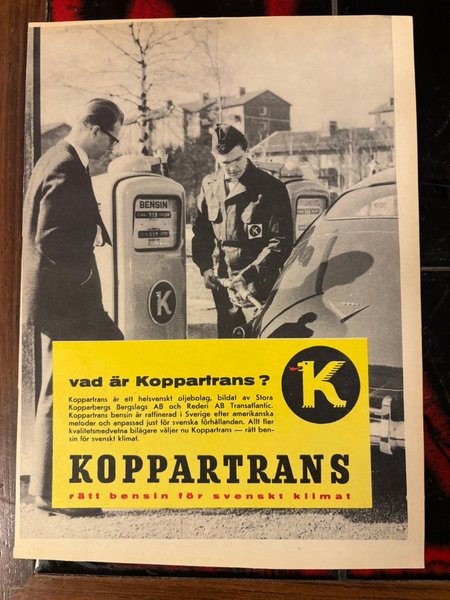 BENSIN
K
K
vad är Koppartrans?
Koppartrans är ett helsvenskt oljebolag, bildat av Stora
Kopparbergs Bergslags AB och Rederi AB Transatlantic.
Koppartrans bensin är raffinerad i Sverige efter amerikanska
metoder och anpassad just för svenska förhållanden. Allt fler
kvalitetsmedvetna bilägare väljer nu Koppartrans — rätt ben-
sin för svenskt klimat.
K
KOPPARTRANS
rätt bensin för svenskt klimat